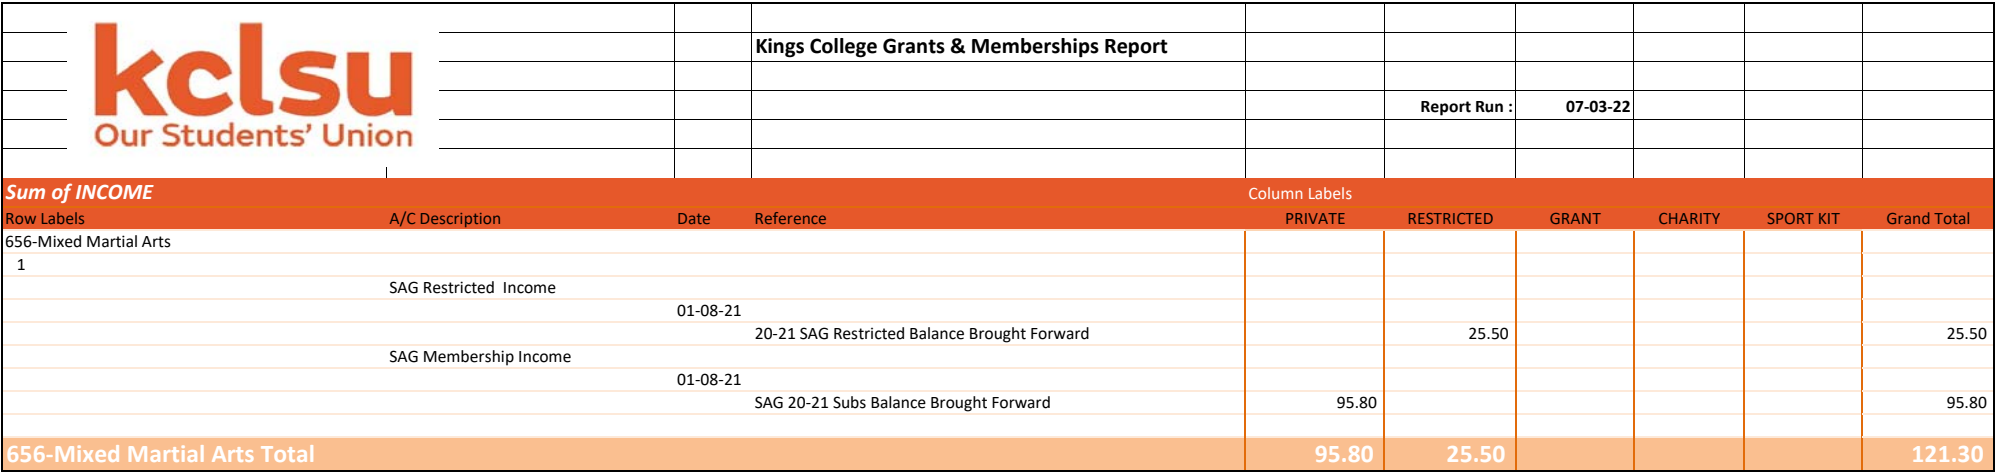 kclsu
Our Students' Union
Kings College Grants & Memberships Report
Report Run : 07-03-22
Sum of INCOME Column Labels
Row Labels A/C Description Date Reference PRIVATE RESTRICTED GRANT CHARITY SPORT KIT Grand Total
656-Mixed Martial Arts
1
SAG Restricted  Income
01-08-21
20-21 SAG Restricted Balance Brought Forward 25.50 25.50
SAG Membership Income
01-08-21
SAG 20-21 Subs Balance Brought Forward 95.80 95.80
656-Mixed Martial Arts Total 95.80 25.50 121.30